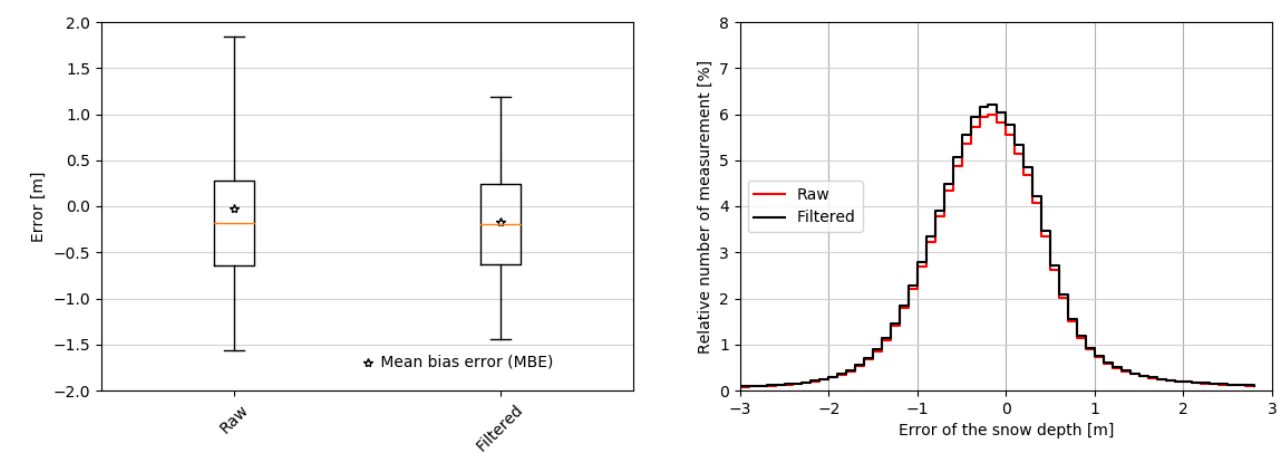 2.0
1.5
1.0
0.5
0.0
−0.5
−1.0
−1.5
−2.0
Error [m]
☆ Mean bias error (MBE)
Raw
Filtered
8
7
6
5
4
3
2
1
0
Relative number of measurement [%]
Raw
Filtered
−3 −2 −1 0 1 2 3
Error of the snow depth [m]